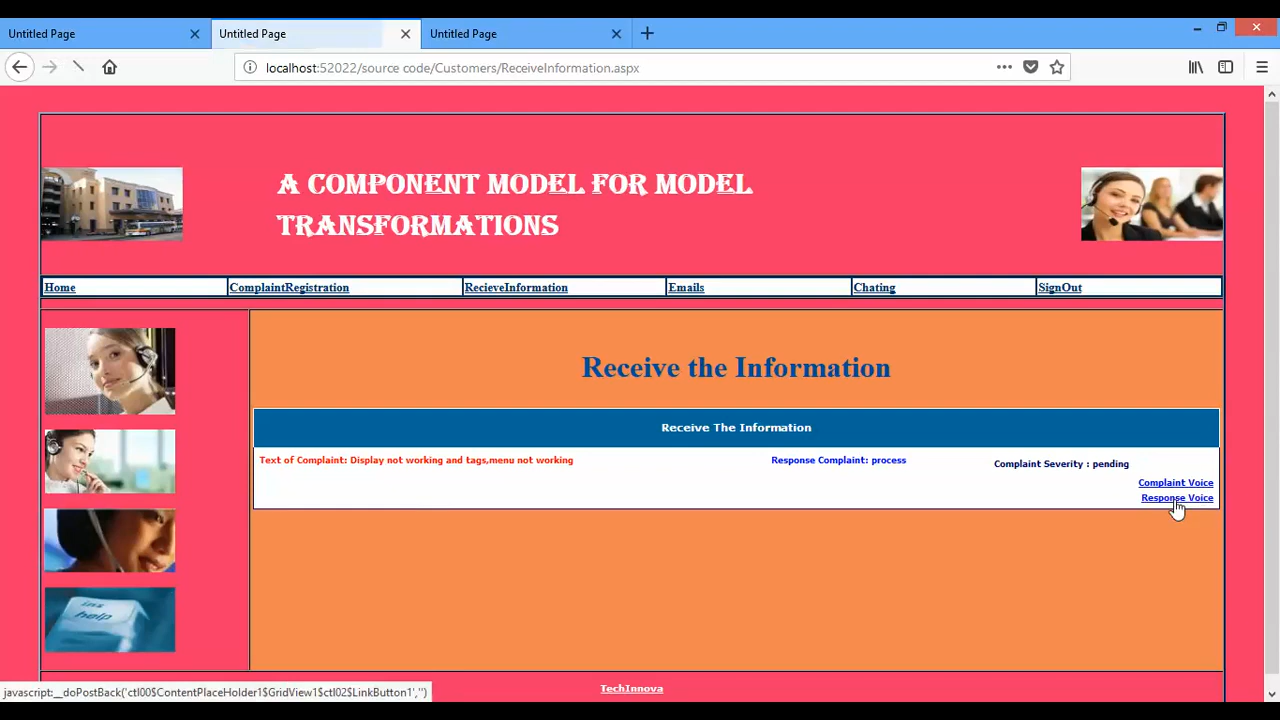 Untitled Page
Untitled Page
Untitled Page
localhost:52022/source code/Customers/ReceiveInformation.aspx
A COMPONENT MODEL FOR MODEL
TRANSFORMATIONS
Home ComplaintRegistration RecieveInformation Emails Chating SignOut
Receive the Information
Receive The Information
Text of Complaint: Display not working and tags,menu not working Response Complaint: process Complaint Severity : pending
Complaint Voice
Response Voice
help
TechInnova
javascript:__doPostBack('ctl00$ContentPlaceHolder1$GridView1$ctl02$LinkButton1','')